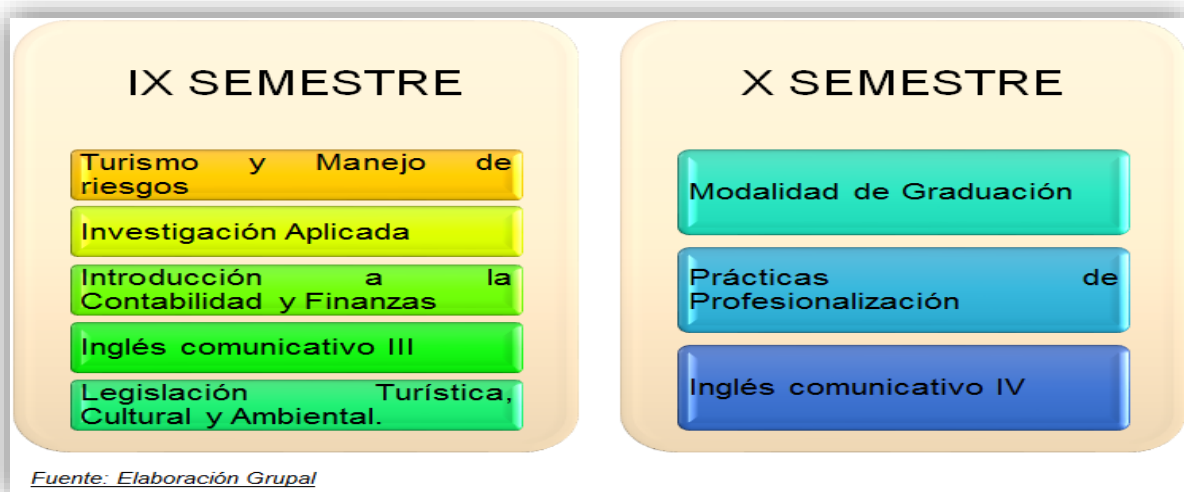 IX SEMESTRE
Turismo y Manejo de
riesgos
Investigación Aplicada
Introducción a la
Contabilidad y Finanzas
Inglés comunicativo III
Legislación Turística,
Cultural y Ambiental.
X SEMESTRE
Modalidad de Graduación
Prácticas de
Profesionalización
Inglés comunicativo IV
Fuente: Elaboración Grupal